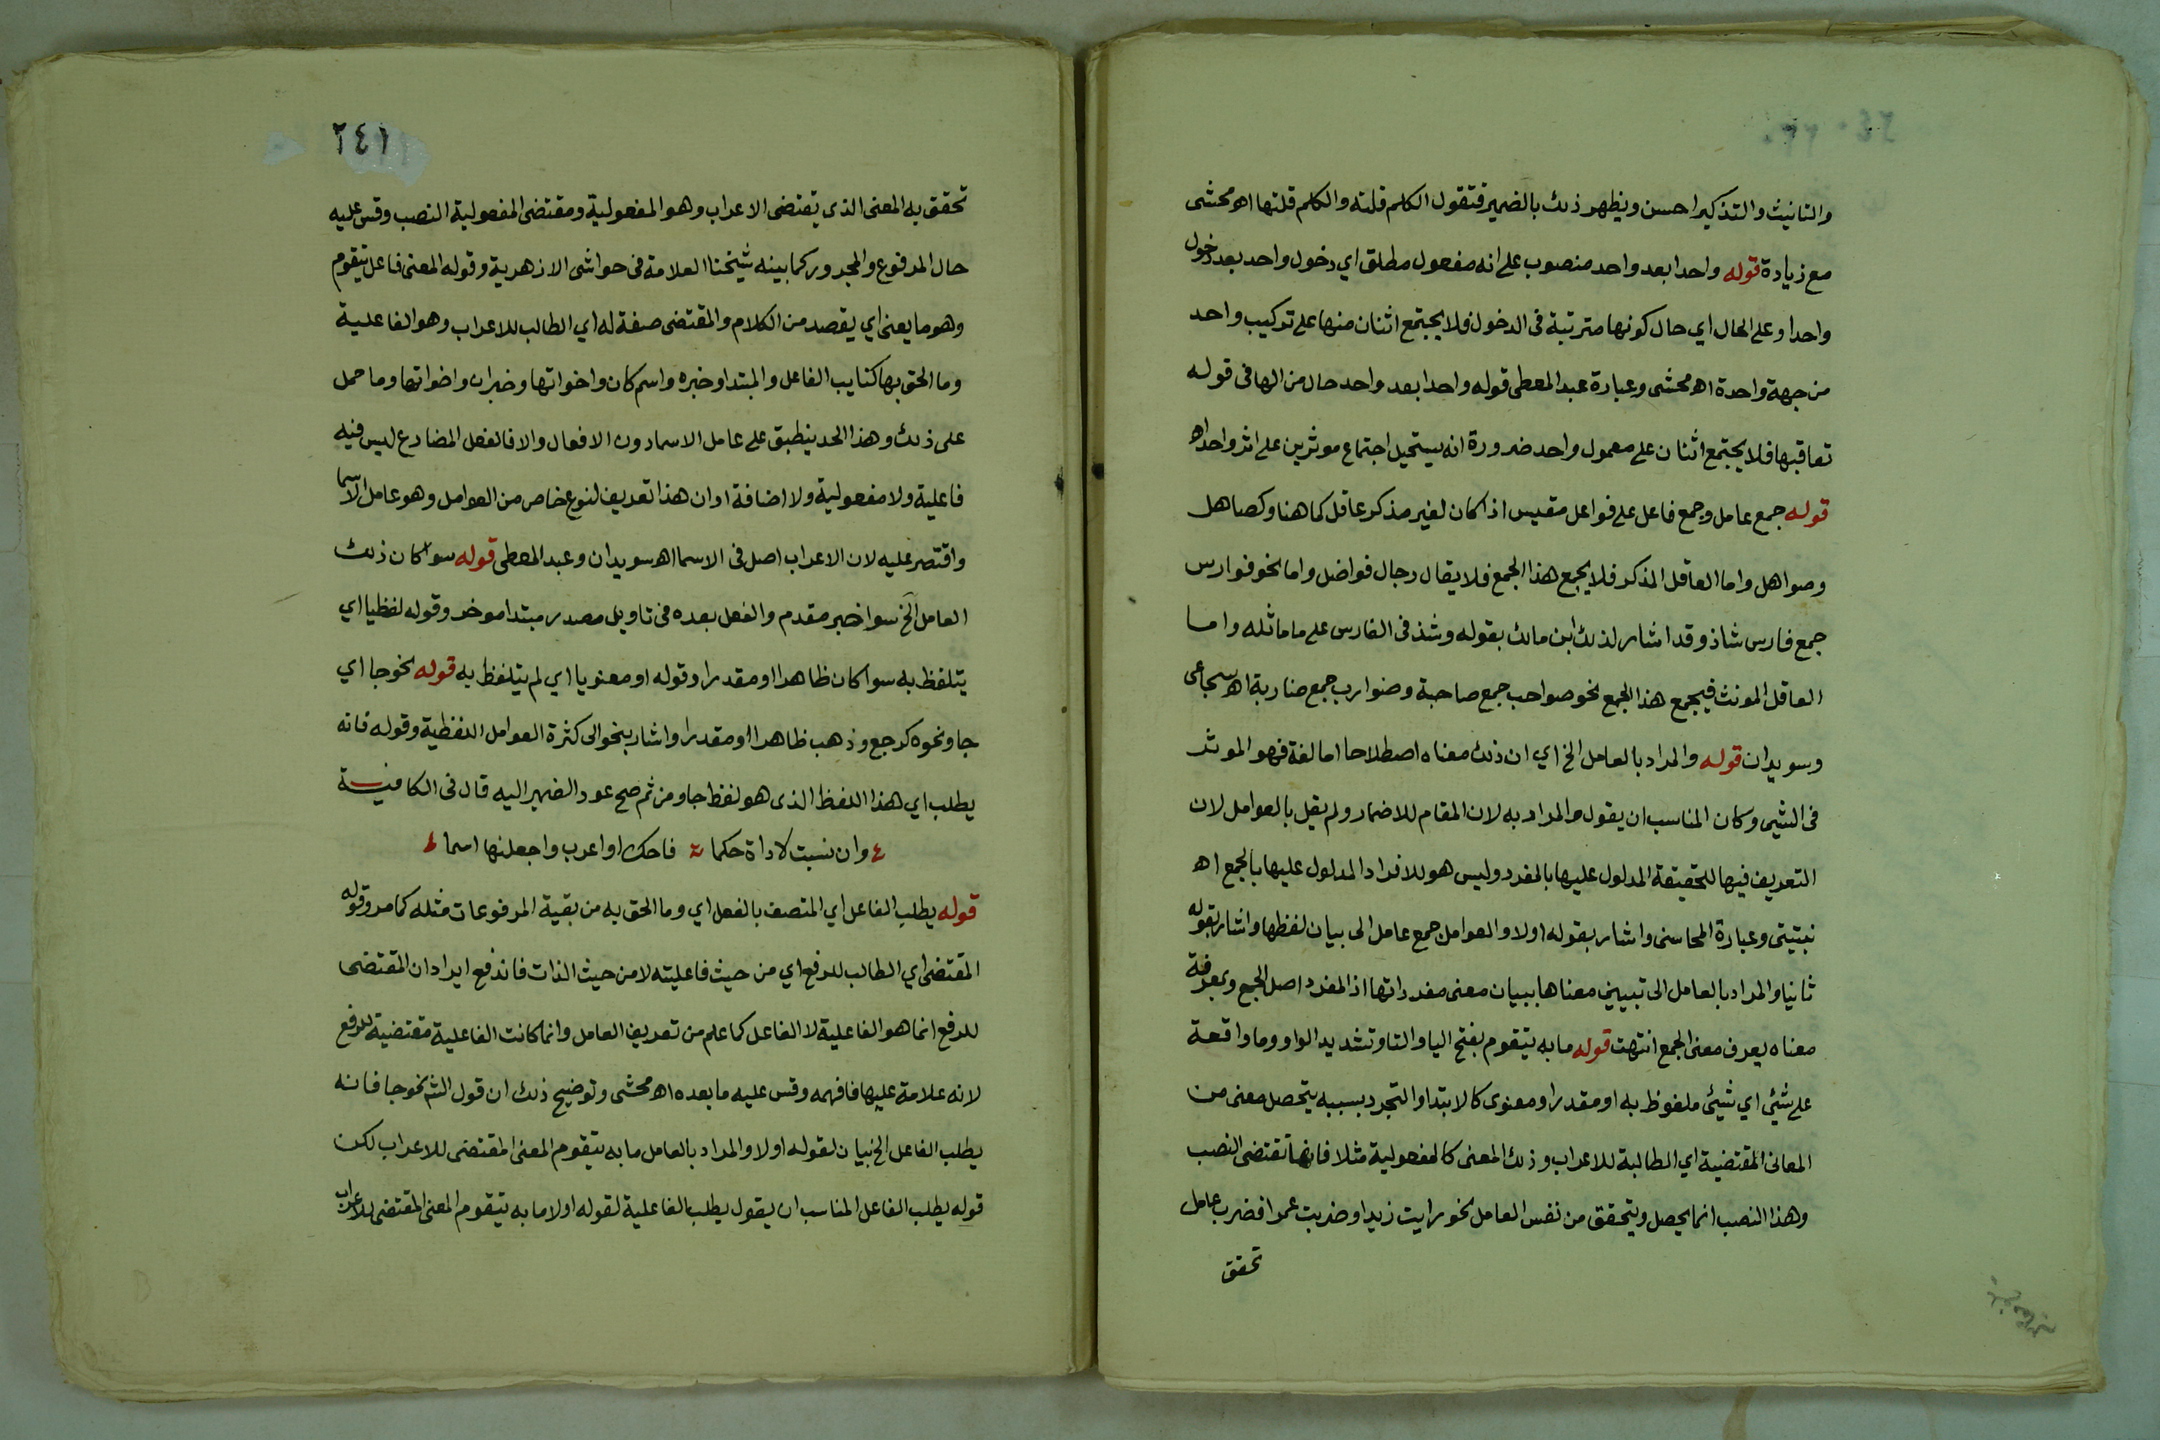 والتانيث والتذكير احسن ويظهر ذلك بالضمير فتقول الكلم قلته والكلم قلتها اه محشى
مع زيادة قوله واحدا بعد واحد منصوب على انه مفعول مطلق اي دخول واحد بعد دخول
واحد او على الحال اي حال كونها مترتبة فى الدخول فلا يجتمع اثنان منها على تركيب واحد
من جهة واحدة اه محشى وعبارة عبد المعطى قوله واحدا بعد واحد حال من الها فى قوله
تعاقبها فلا يجتمع اثنان على معمول واحد ضرورة انه يستحيل اجتماع موثرين على اثر واحد اه
قوله جمع عامل وجمع فاعل على فواعل مقيس اذا كان لغير مذكر عاقل كما هنا وكصاهل
وصواهل واما العاقل المذكر فلا يجمع هذا الجمع فلا يقال رجال فواضل واما نحو فوارس
جمع فارس شاذ وقد اشار لذلك ابن مالك بقوله وشذ فى الفارس على ما ماثله واما
العاقل المونث فيجمع هذا الجمع نحو صواحب جمع صاحبة وضوارب جمع ضاربة اه سجاعى
وسويدان قوله والمراد بالعامل الخ اي ان ذلك معناه اصطلاحا اما لغة فهو الموثر
فى الشيى وكان المناسب ان يقول والمراد به لان المقام للاضمار ولم يقل بالعوامل لان
التعريف فيها للحقيقة المدلول عليها بالمفرد وليس هو للافراد المدلول عليها بالجمع اه
نبتيتى وعبارة المحاسنى واشار بقوله اولا والعوامل جمع عامل الى بيان لفظها واشار بقوله
ثانيا والمراد بالعامل الى تبيين معناها ببيان معنى مفرداتها اذ المفرد اصل الجمع وبمعرفة
معناه يعرف معنى الجمع انتهت قوله ما به يتقوم بفتح اليا والتا وتشديد الواو وما واقعة
على شئي اي شيئي ملفوظ به او مقدرا ومعنوى كالابتدا والتجرد بسببه يتحصل معنى من
المعانى المقتضية اي الطالبة للاعراب وذلك المعنى كالمفعولية مثلا فانها تقتضى النصب
وهذا النصب انما يحصل ويتحقق من نفس العامل نحو رايت زيدا وضربت عمرا فضرب عامل
تحقق
٢٤١
تحقق به المعنى الذى يقتضى الاعراب وهو المفعولية ومقتضى المفعولية النصب وقس عليه
حال المرفوع والمجرور كما بينه شيخنا العلامة فى حواشى الازهرية وقوله المعنى فاعل يتقوم
وهو ما يعنى اي يقصد من الكلام والمقتضى صفة له اي الطالب للاعراب وهو الفاعلية
وما الحق بها كنايب الفاعل والمبتدا وخبره واسم كان واخواتها وخبران واخواتها وما حمل
على ذلك وهذا الحد ينطبق على عامل الاسما دون الافعال والا فالفعل المضارع ليس فيه
فاعلية ولا مفعولية ولا اضافة او ان هذا تعريف لنوع خاص من العوامل وهو عامل الاسما
واقتصر عليه لان الاعراب اصل فى الاسما اه سويدان وعبد المعطى قوله سوا كان ذلك
العامل الخ سوا خبر مقدم والفعل بعده فى تاويل مصدر مبتدا موخر وقوله لفظيا اي
يتلفظ به سوا كان ظاهرا او مقدرا وقوله او معنويا اي لم يتلفظ به قوله نحو جا اي
جا ونحوه كرجع وذهب ظاهرا او مقدرا واشار بنحو الى كثرة العوامل اللفظية وقوله فانه
يطلب اي هذا اللفظ الذى هو لفظ جا ومن ثم صح عود الضمير اليه قال فى الكافية
وان نسبت لاداة حكما فاحك او اعرب واجعلنها اسما
قوله يطلب الفاعل اي المتصف بالفعل اي وما الحق به من بقية المرفوعات مثله كما مر وقوله
المقتضى اي الطالب للرفع اي من حيث فاعليته لا من حيث الذات فاندفع ايراد ان المقتضى
للرفع انما هو الفاعلية لا الفاعل كما علم من تعريف العامل وانما كانت الفاعلية مقتضية للرفع
لانه علامة عليها فافهمه وقس عليه ما بعده اه محشى وتوضيح ذلك ان قول الش نحو جا فانه
يطلب الفاعل الخ بيان لقوله اولا والمراد بالعامل ما به يتقوم المعنى المقتضى للاعراب لكن
قوله يطلب الفاعل المناسب ان يقول يطلب الفاعلية لقوله اولا ما به يتقوم المعنى المقتضى للاعراب